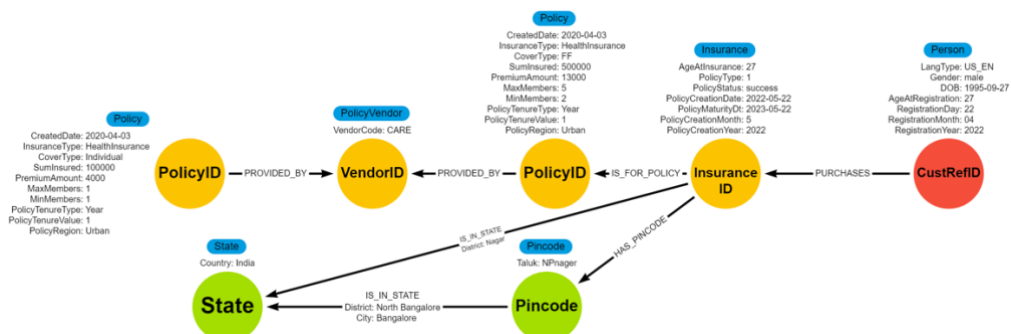 Policy
CreatedDate: 2020-04-03
InsuranceType: HealthInsurance
CoverType: FF
SumInsured: 500000
PremiumAmount: 13000
MaxMembers: 5
MinMembers: 2
PolicyTenureType: Year
PolicyTenureValue: 1
PolicyRegion: Urban
Insurance
AgeAtInsurance: 27
PolicyType: 1
PolicyStatus: success
PolicyCreationDate: 2022-05-22
PolicyMaturityDt: 2023-05-22
PolicyCreationMonth: 5
PolicyCreationYear: 2022
Person
LangType: US_EN
Gender: male
DOB: 1995-09-27
AgeAtRegistration: 27
RegistrationDay: 22
RegistrationMonth: 04
RegistrationYear: 2022
Policy
CreatedDate: 2020-04-03
InsuranceType: HealthInsurance
CoverType: Individual
SumInsured: 100000
PremiumAmount: 4000
MaxMembers: 1
MinMembers: 1
PolicyTenureType: Year
PolicyTenureValue: 1
PolicyRegion: Urban
PolicyVendor
VendorCode: CARE
PolicyID
PROVIDED_BY
VendorID
PROVIDED_BY
PolicyID
IS_FOR_POLICY
Insurance
ID
PURCHASES
CustRefID
IS_IN_STATE
District: Nagar
HAS_PINCODE
State
Country: India
Pincode
Taluk: NPnager
State
IS_IN_STATE
District: North Bangalore
City: Bangalore
Pincode